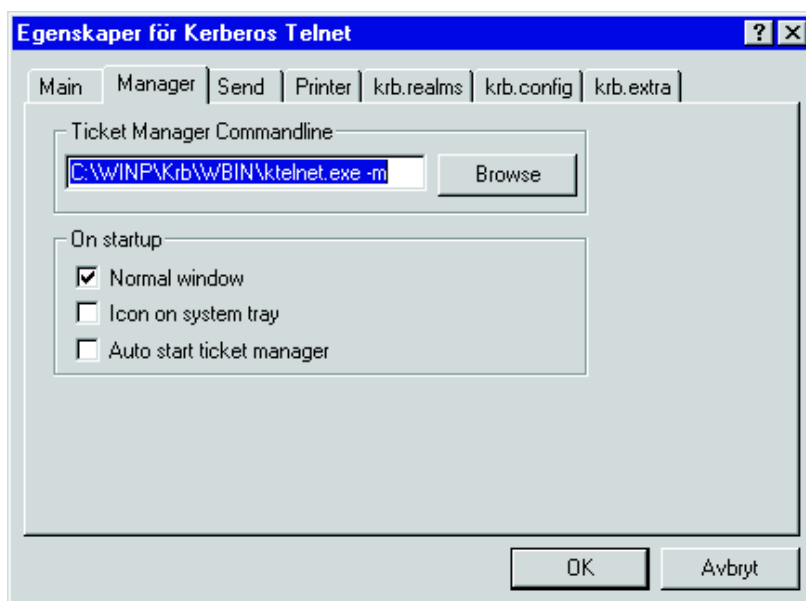 Egenskaper för Kerberos Telnet
Main Manager Send Printer krb.realms krb.config krb.extra
Ticket Manager Commandline
C:\WINP\Krb\WBIN\ktelnet.exe -m Browse
On startup
Normal window
Icon on system tray
Auto start ticket manager
OK Avbryt